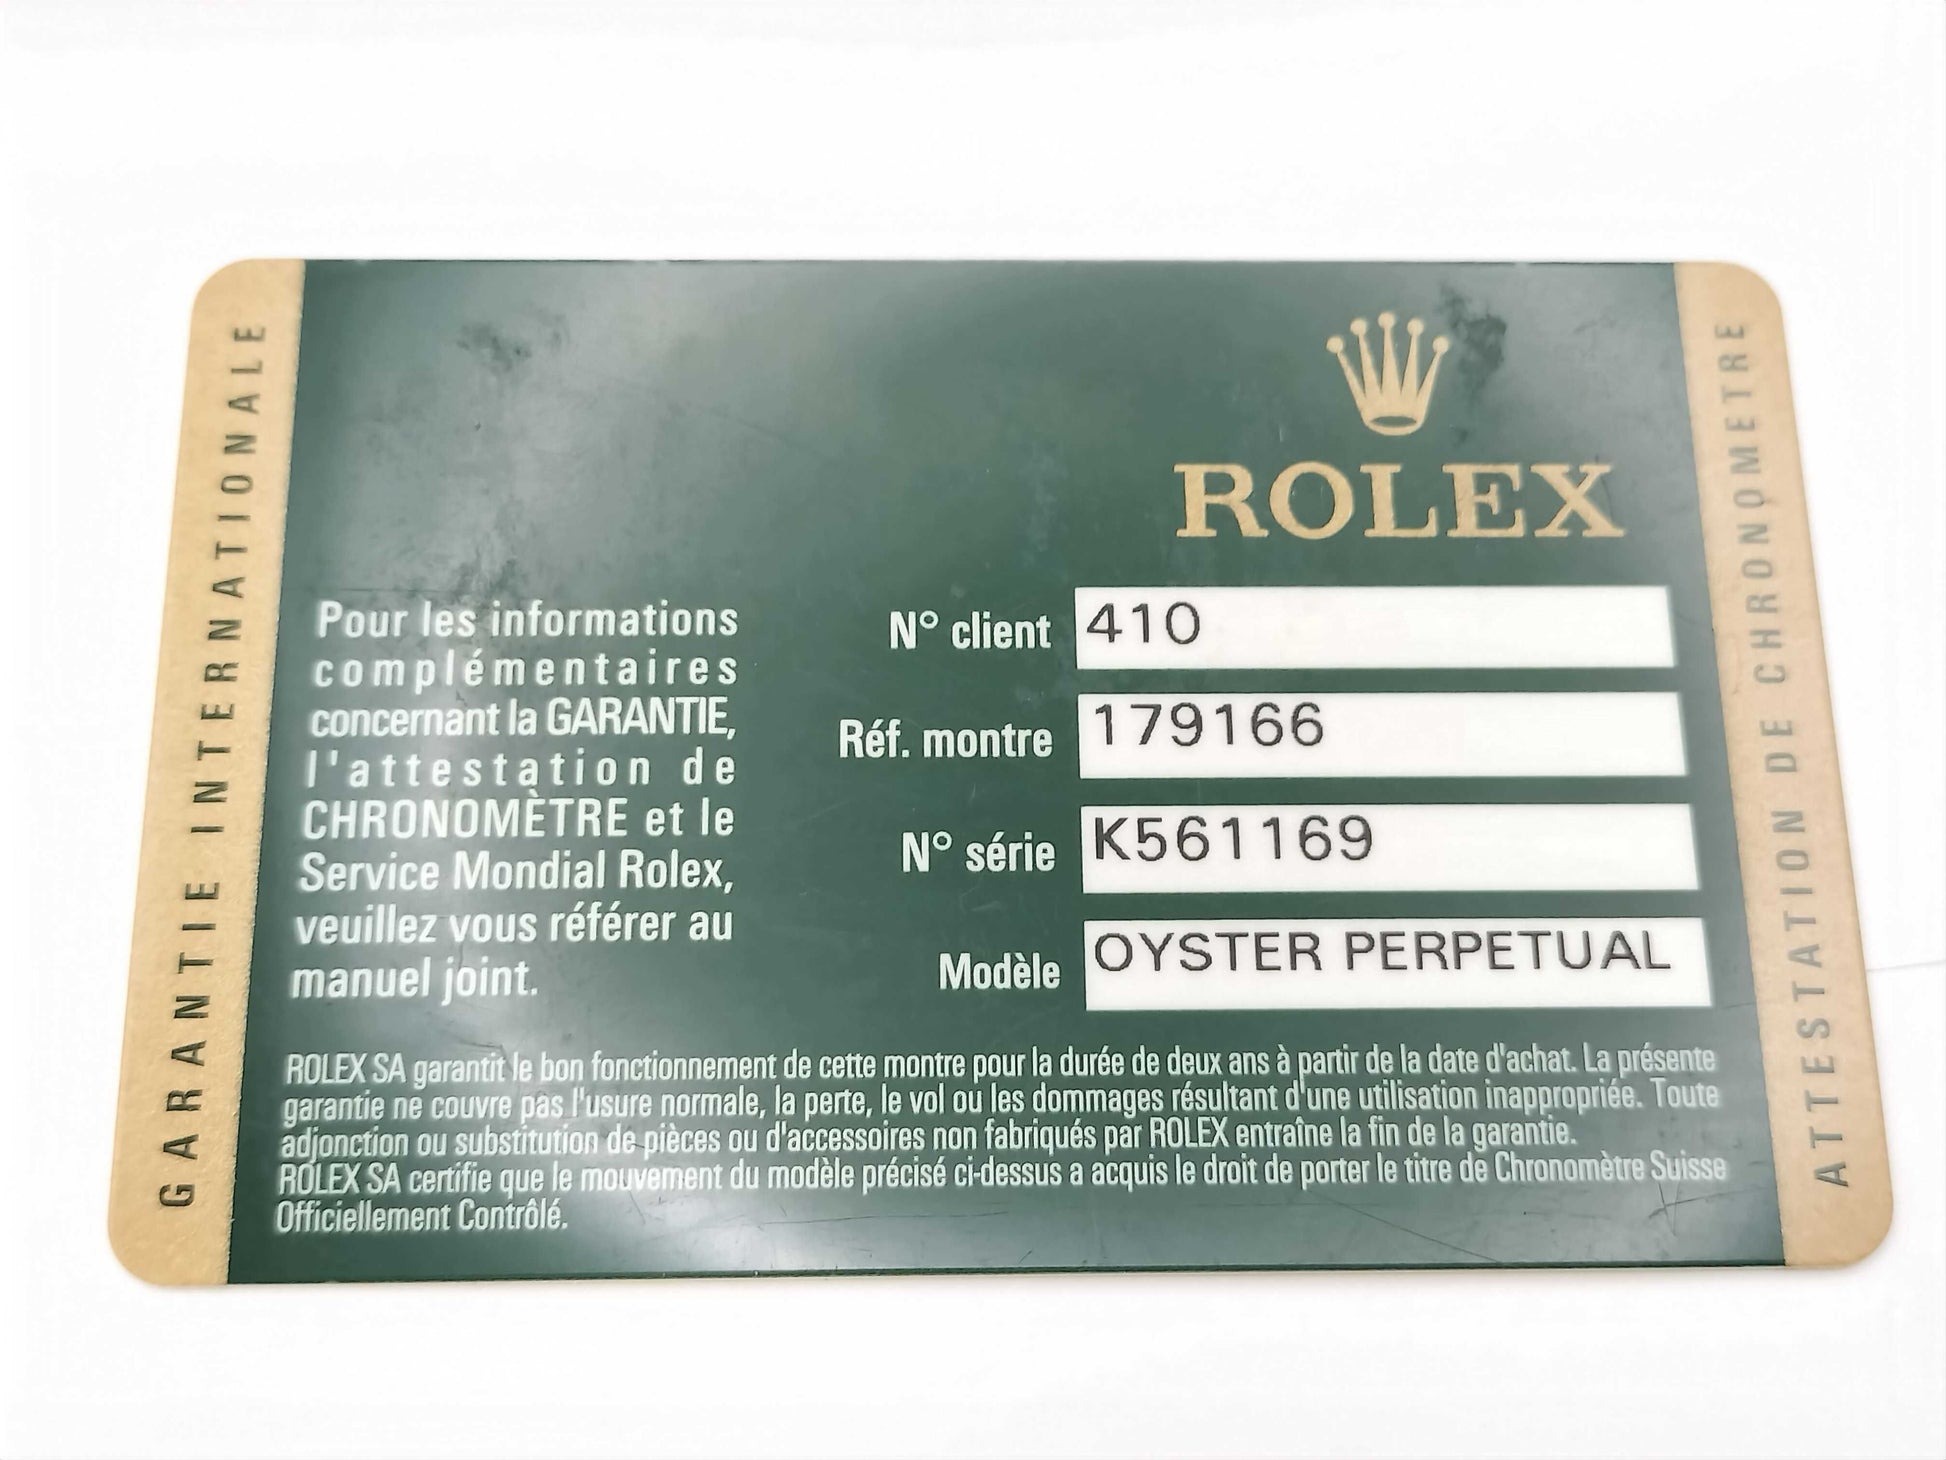 GARANTIE INTERNATIONALE
ROLEX
Pour les informations
complémentaires
concernant la GARANTIE,
l'attestation de
CHRONOMÈTRE et le
Service Mondial Rolex,
veuillez vous référer au
manuel joint.
N° client 410
Réf. montre 179166
N° série K561169
Modèle OYSTER PERPETUAL
ROLEX SA garantit le bon fonctionnement de cette montre pour la durée de deux ans à partir de la date d'achat. La présente
garantie ne couvre pas l'usure normale, la perte, le vol ou les dommages résultant d'une utilisation inappropriée. Toute
adjonction ou substitution de pièces ou d'accessoires non fabriqués par ROLEX entraîne la fin de la garantie.
ROLEX SA certifie que le mouvement du modèle précisé ci-dessus a acquis le droit de porter le titre de Chronomètre Suisse
Officiellement Contrôlé.
ATTESTATION DE CHRONOMETRE